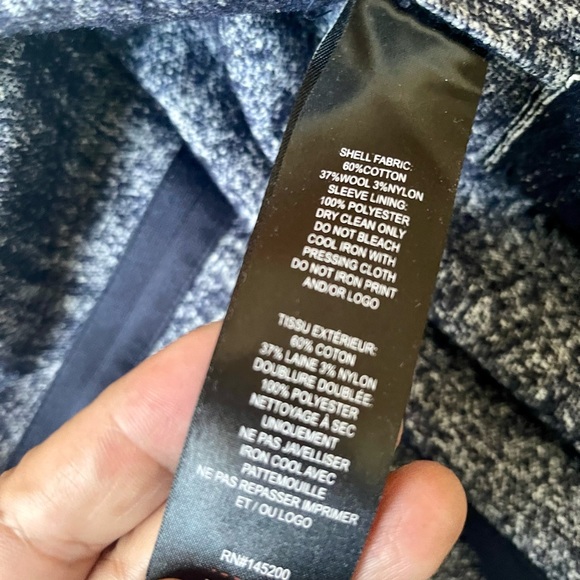 SHELL FABRIC:
60%COTTON
37%WOOL 3%NYLON
SLEEVE LINING:
100% POLYESTER
DRY CLEAN ONLY
DO NOT BLEACH
COOL IRON WITH
PRESSING CLOTH
DO NOT IRON PRINT
AND/OR LOGO
TISSU EXTÉRIEUR:
60% COTON
37% LAINE 3% NYLON
DOUBLURE DOUBLÉE:
100% POLYESTER
NETTOYAGE À SEC
UNIQUEMENT
NE PAS JAVELLISER
IRON COOLAVEC
PATTEMOUILLE
NE PAS REPASSER IMPRIMER
ET / OU LOGO
RN#145200